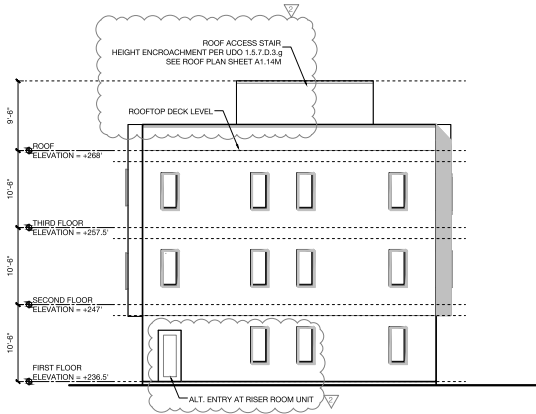 2
ROOF ACCESS STAIR
HEIGHT ENCROACHMENT PER UDO 1.5.7.D.3.g
SEE ROOF PLAN SHEET A1.14M
ROOFTOP DECK LEVEL
9'-6"
ROOF
ELEVATION = +268'
10'-6"
THIRD FLOOR
ELEVATION = +257.5'
10'-6"
SECOND FLOOR
ELEVATION = +247'
10'-6"
FIRST FLOOR
ELEVATION = +236.5'
ALT. ENTRY AT RISER ROOM UNIT
2